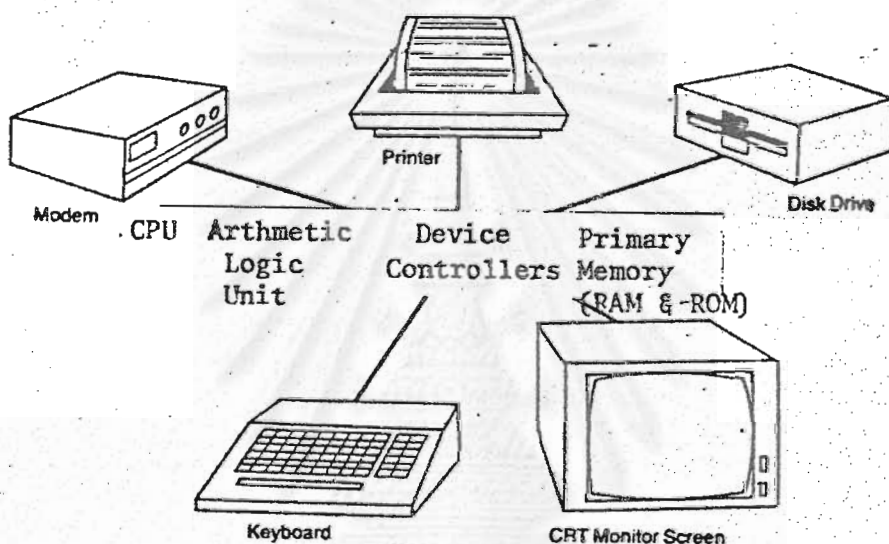 Printer
Modem
Disk Drive
CPU Arthmetic Device Primary
Logic Controllers Memory
Unit (RAM & ROM)
Keyboard
CRT Monitor Screen